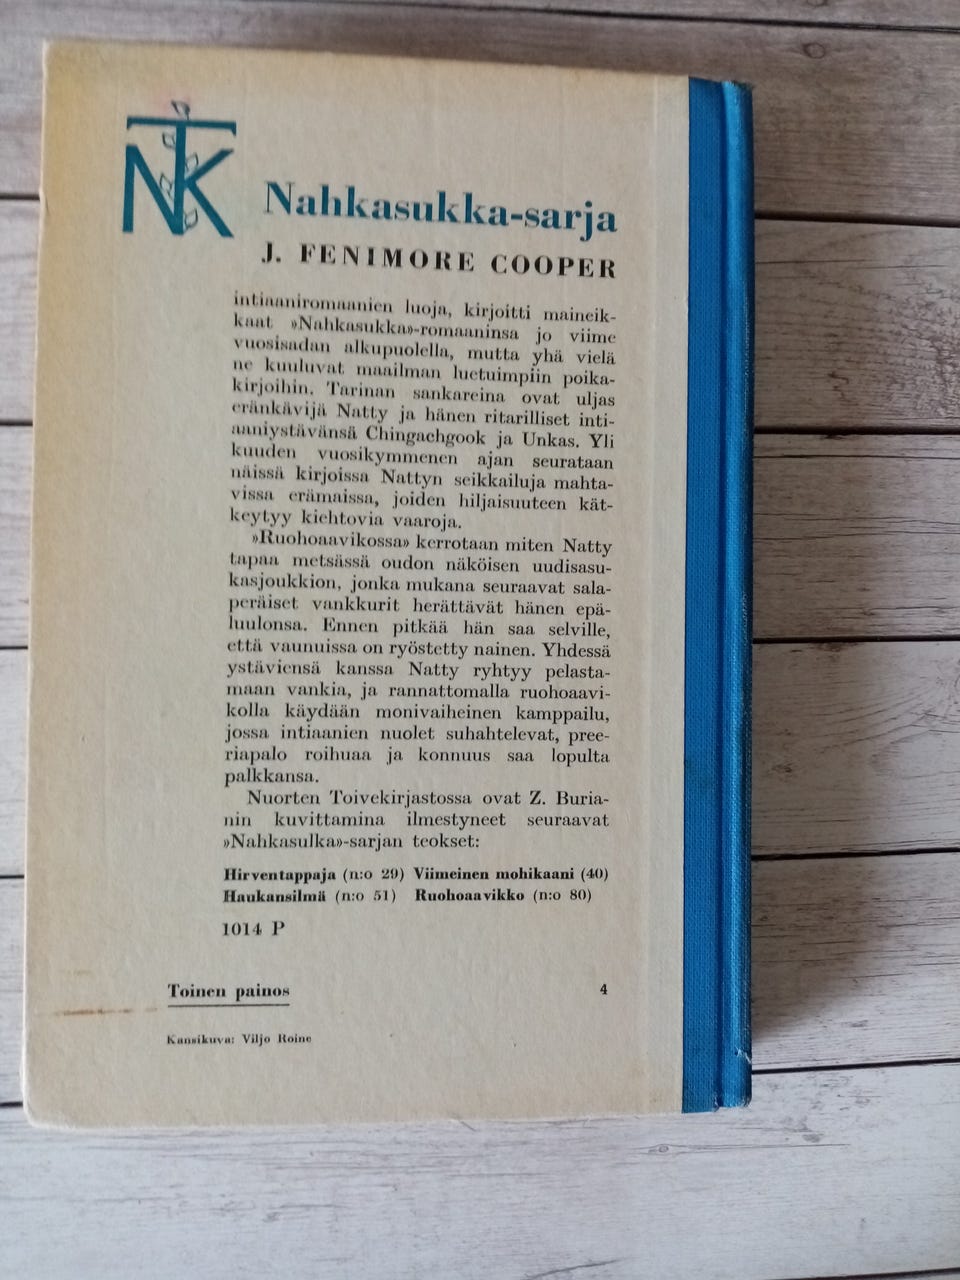 NTK
Nahkasukka-sarja
J. FENIMORE COOPER
intiaaniromaanien luoja, kirjoitti maineik-
kaat »Nahkasukka»-romaaninsa jo viime
vuosisadan alkupuolella, mutta yhä vielä
ne kuuluvat maailman luetuimpiin poika-
kirjoihin. Tarinan sankareina ovat uljas
eränkävijä Natty ja hänen ritarilliset inti-
aaniystävänsä Chingachgook ja Unkas. Yli
kuuden vuosikymmenen ajan seurataan
näissä kirjoissa Nattyn seikkailuja mahta-
vissa erämaissa, joiden hiljaisuuteen kät-
keytyy kiehtovia vaaroja.
»Ruohoaavikossa» kerrotaan miten Natty
tapaa metsässä oudon näköisen uudisasu-
kasjoukkion, jonka mukana seuraavat sala-
peräiset vankkurit herättävät hänen epä-
luulonsa. Ennen pitkää hän saa selville,
että vaunuissa on ryöstetty nainen. Yhdessä
ystäviensä kanssa Natty ryhtyy pelasta-
maan vankia, ja rannattomalla ruohoaavi-
kolla käydään monivaiheinen kamppailu,
jossa intiaanien nuolet suhahtelevat, pree-
riapalo roihuaa ja konnuus saa lopulta
palkkansa.
Nuorten Toivekirjastossa ovat Z. Buria-
nin kuvittamina ilmestyneet seuraavat
»Nahkasulka»-sarjan teokset:
Hirventappaja (n:o 29) Viimeinen mohikaani (40)
Haukansilmä (n:o 51) Ruohoaavikko (n:o 80)
1014 P
Toinen painos 4
Kansikuva: Viljo Roine